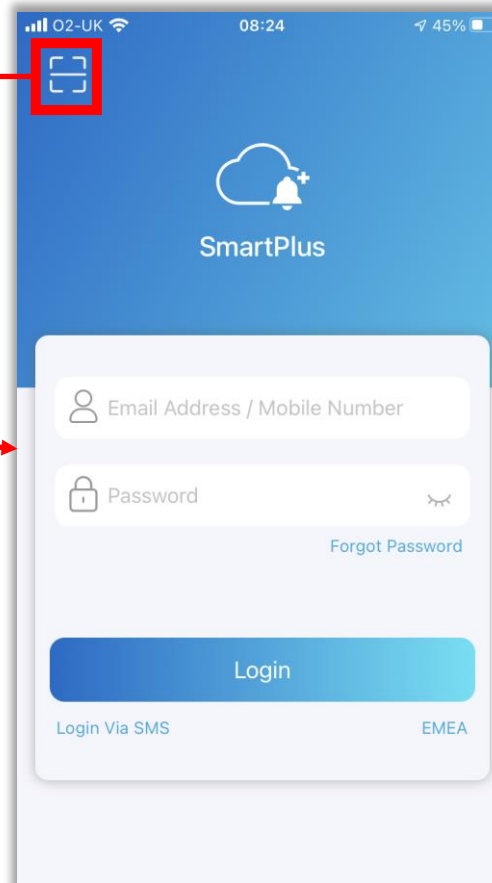 O2-UK 08:24 45%
SmartPlus
Email Address / Mobile Number
Password
Forgot Password
Login
Login Via SMS EMEA